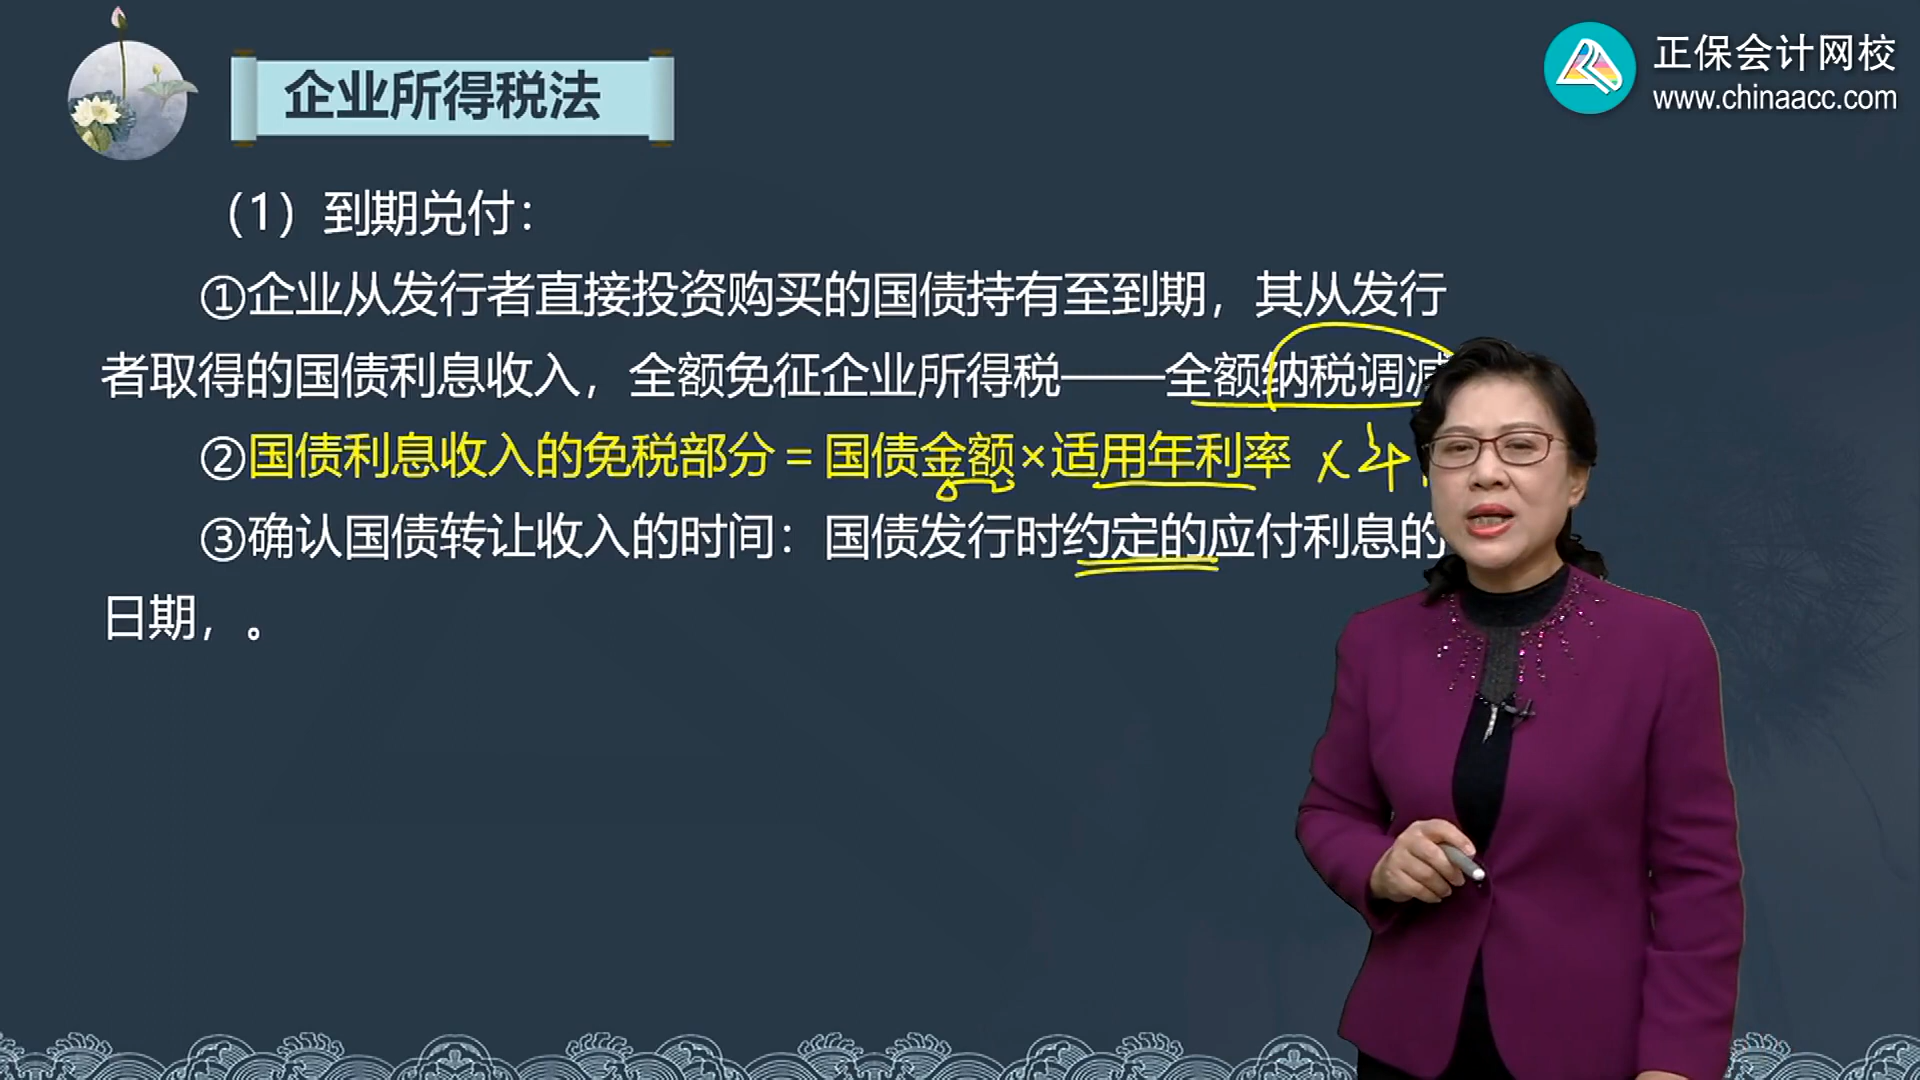 企业所得税法
正保会计网校
www.chinaacc.com
（1）到期兑付：
①企业从发行者直接投资购买的国债持有至到期，其从发行
者取得的国债利息收入，全额免征企业所得税——全额纳税调减
②国债利息收入的免税部分＝国债金额×适用年利率 ×年
③确认国债转让收入的时间：国债发行时约定的应付利息的
日期，。